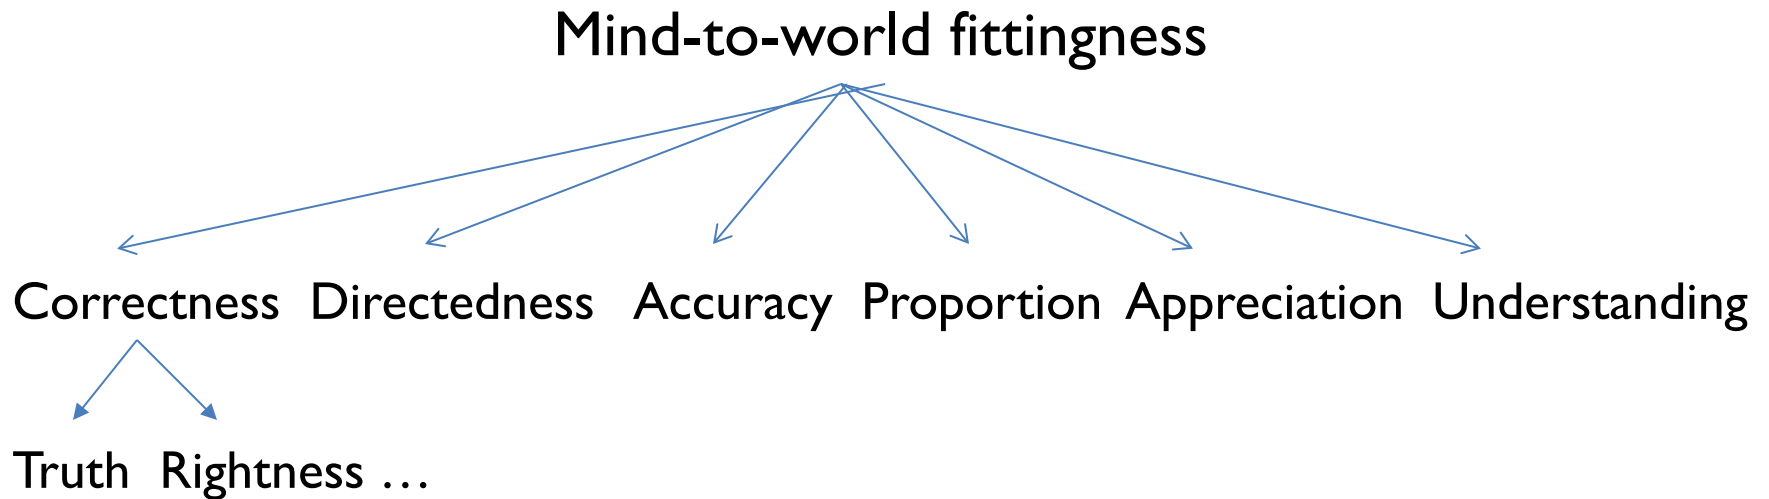 Mind-to-world fittingness
Correctness Directedness Accuracy Proportion Appreciation Understanding
Truth Rightness …